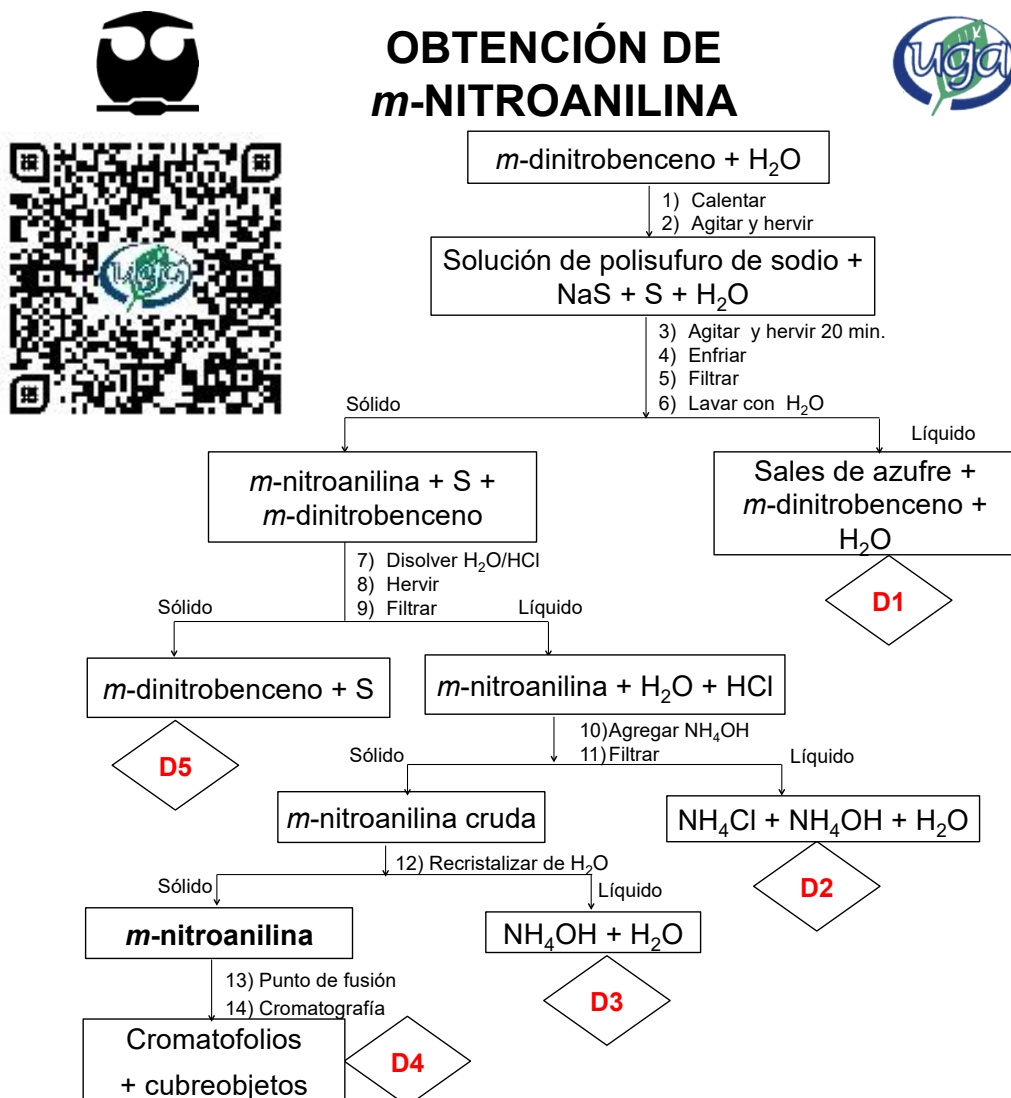 OBTENCIÓN DE
m-NITROANILINA
uga
uga
m-dinitrobenceno + H₂O
1) Calentar
2) Agitar y hervir
Solución de polisufuro de sodio +
NaS + S + H₂O
3) Agitar y hervir 20 min.
4) Enfriar
5) Filtrar
6) Lavar con H₂O
Sólido
Líquido
m-nitroanilina + S +
m-dinitrobenceno
Sales de azufre +
m-dinitrobenceno +
H₂O
D1
7) Disolver H₂O/HCl
8) Hervir
9) Filtrar
Sólido
Líquido
m-dinitrobenceno + S
D5
m-nitroanilina + H₂O + HCl
10)Agregar NH₄OH
11)Filtrar
Sólido
Líquido
m-nitroanilina cruda
NH₄Cl + NH₄OH + H₂O
D2
12) Recristalizar de H₂O
Sólido
Líquido
m-nitroanilina
NH₄OH + H₂O
D3
13) Punto de fusión
14) Cromatografía
Cromatofolios
+ cubreobjetos
D4